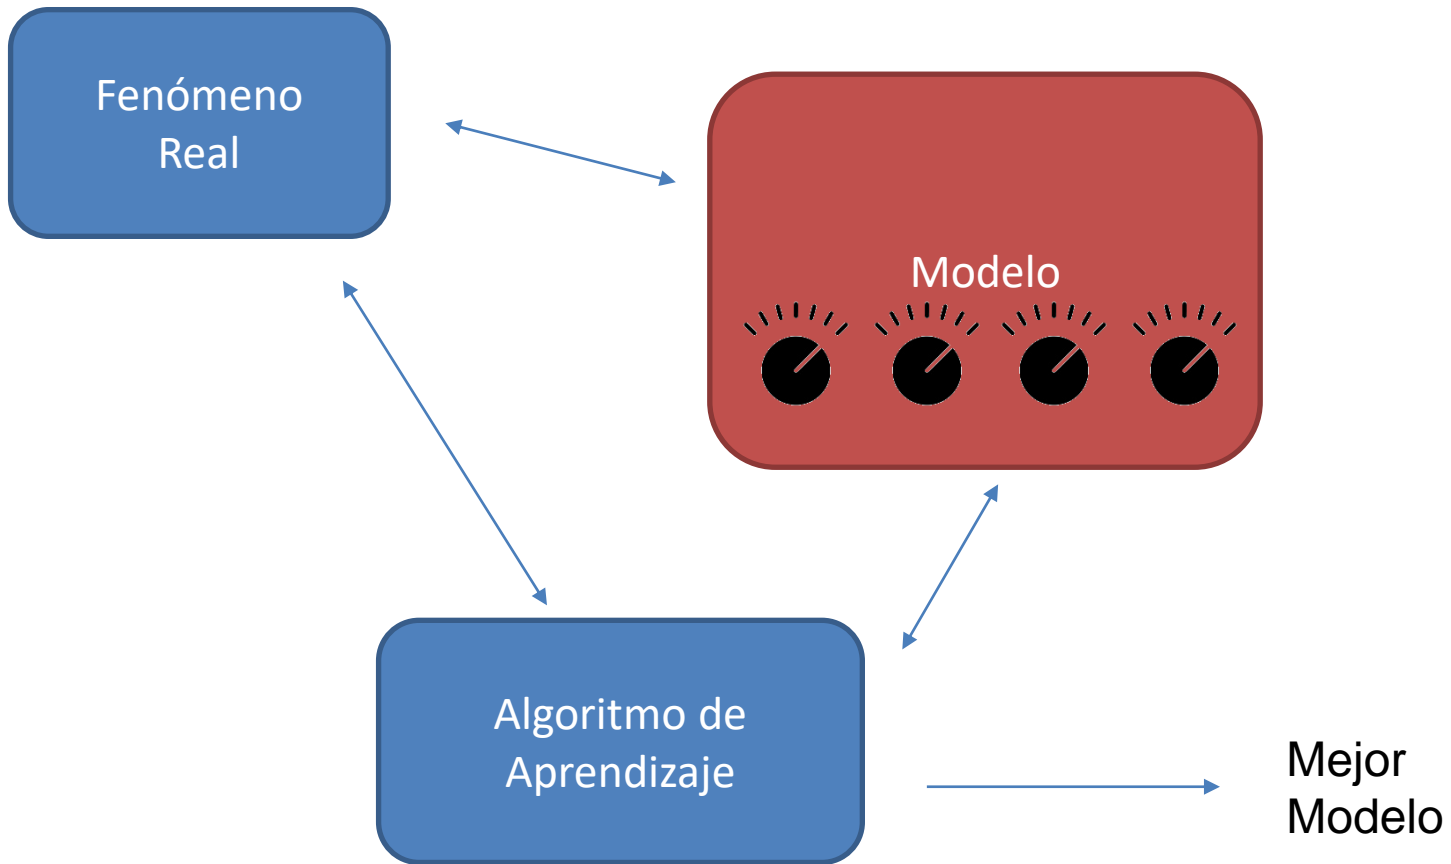 Fenómeno
Real
Modelo
Algoritmo de
Aprendizaje
Mejor
Modelo